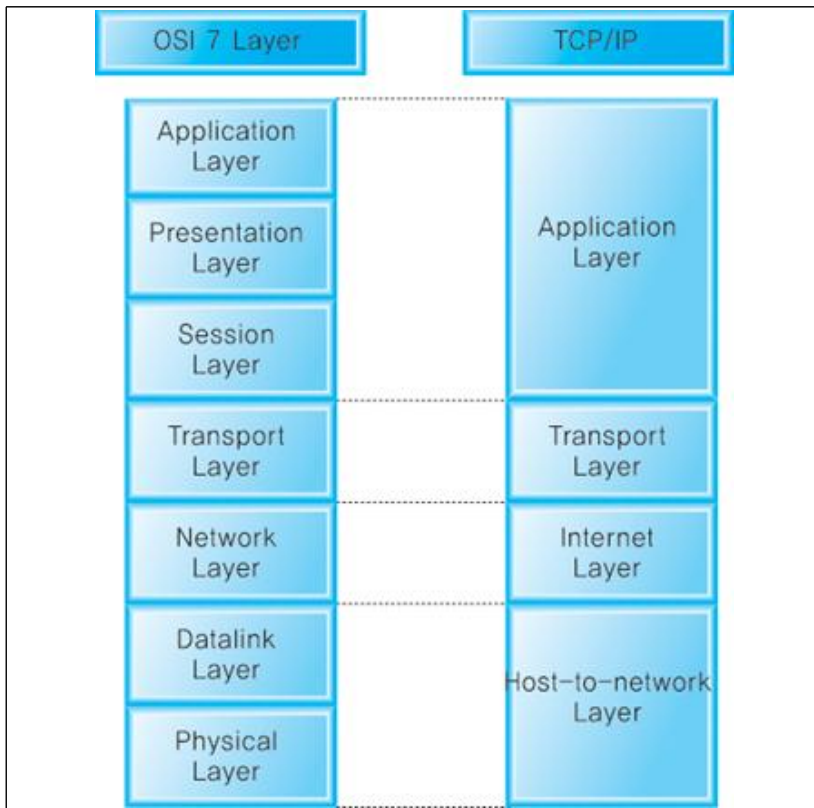 OSI 7 Layer
TCP/IP
Application
Layer
Presentation
Layer
Session
Layer
Transport
Layer
Network
Layer
Datalink
Layer
Physical
Layer
Application
Layer
Transport
Layer
Internet
Layer
Host-to-network
Layer